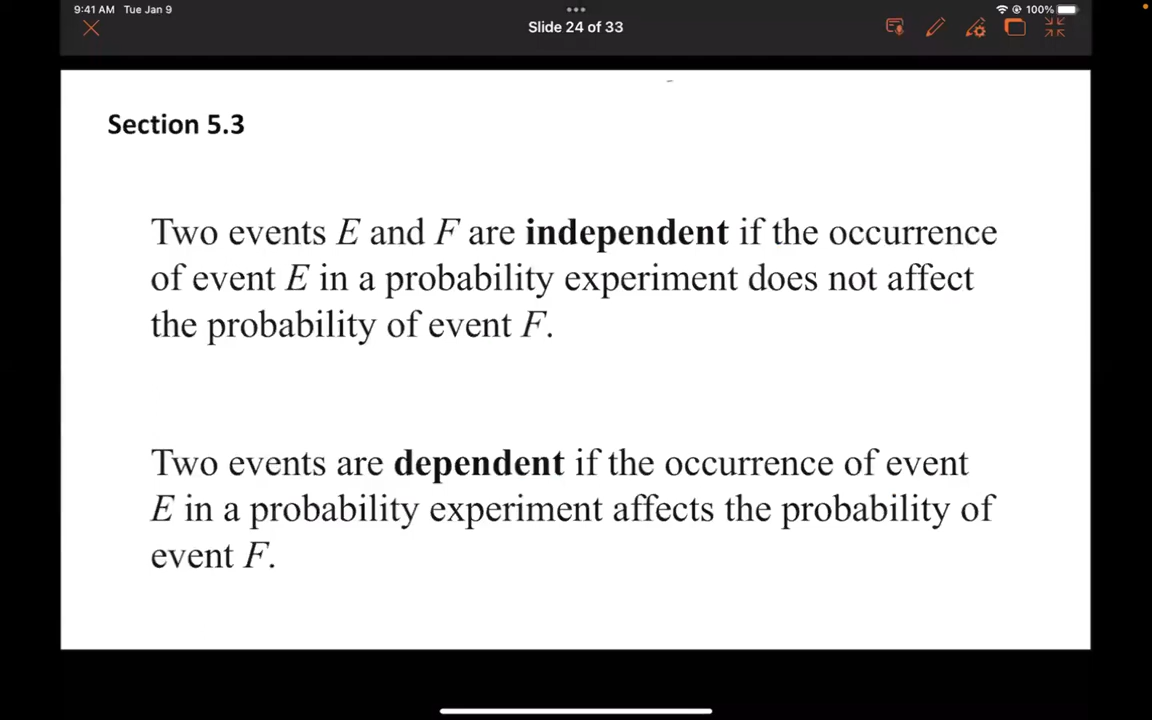 9:41 AM Tue Jan 9
100%
Slide 24 of 33
Section 5.3
Two events E and F are independent if the occurrence
of event E in a probability experiment does not affect
the probability of event F.
Two events are dependent if the occurrence of event
E in a probability experiment affects the probability of
event F.